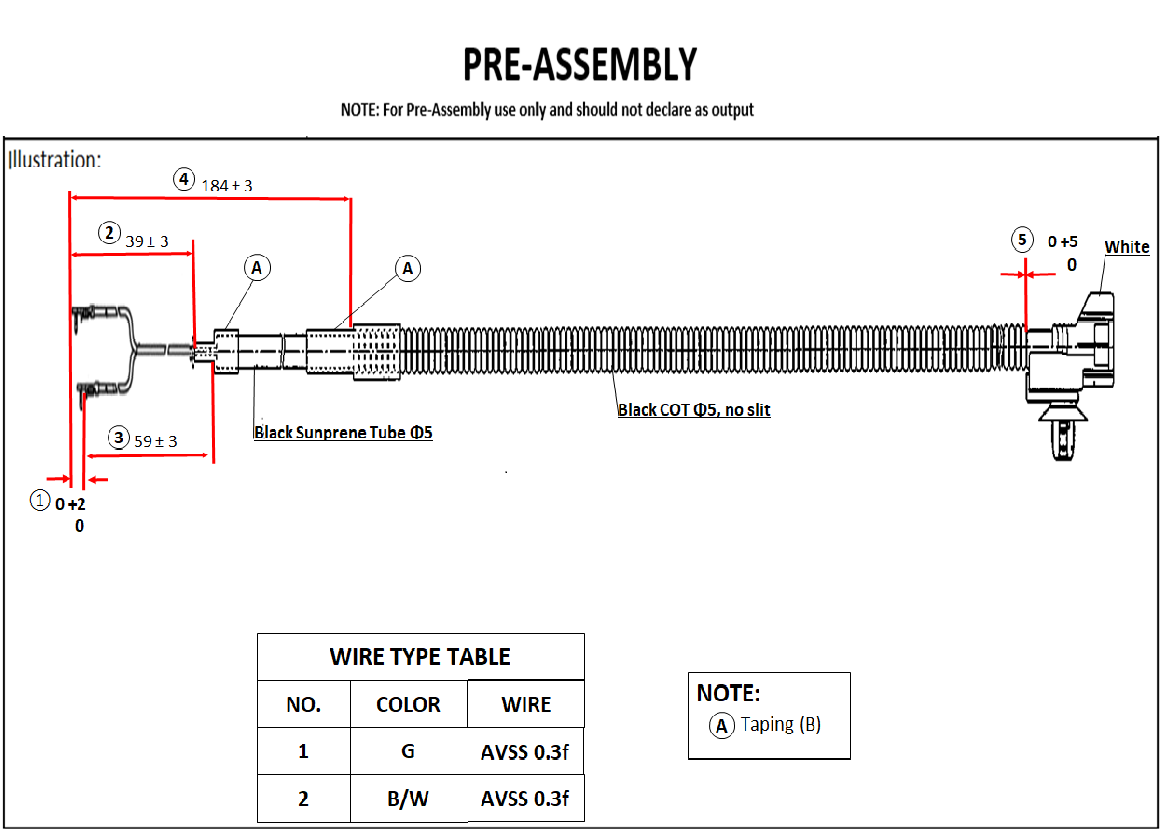 PRE-ASSEMBLY
NOTE: For Pre-Assembly use only and should not declare as output
Illustration:
4 184 ± 3
2 39 ± 3
5 0 +5
0
White
A A
Black COT Φ5, no slit
Black Sunprene Tube Φ5
3 59 ± 3
1 0 +2
0
WIRE TYPE TABLE
NO. COLOR WIRE
1 G AVSS 0.3f
2 B/W AVSS 0.3f
NOTE:
A Taping (B)